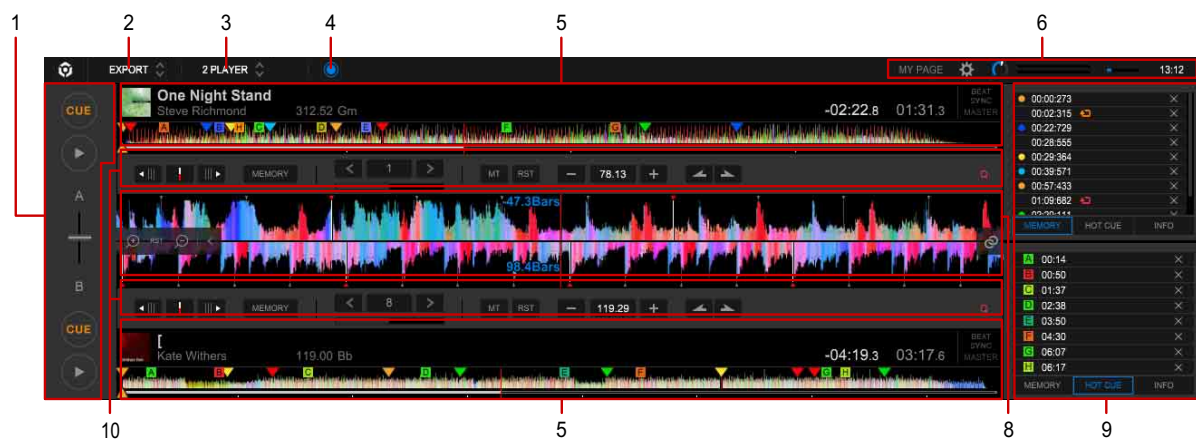 1 2 3 4 5 6
EXPORT 2 PLAYER MY PAGE 13:12
CUE
A
B
CUE
One Night Stand
Steve Richmond 312.52 Gm -02:22.8 01:31.3
BEAT
SYNC
MASTER
A B H C D E F G
MEMORY < 1 > MT RST − 78.13 + Q
-47.3Bars
RST <
98.4Bars
MEMORY < 8 > MT RST − 119.29 + Q
[
Kate Withers 119.00 Bb -04:19.3 03:17.6
BEAT
SYNC
MASTER
A B C D E F G H
00:00:273 ×
00:02:315 ×
00:22:729 ×
00:28:555 ×
00:29:364 ×
00:39:571 ×
00:57:433 ×
01:09:682 ×
MEMORY HOT CUE INFO
A 00:14 ×
B 00:50 ×
C 01:37 ×
D 02:38 ×
E 03:50 ×
F 04:30 ×
G 06:07 ×
H 06:17 ×
MEMORY HOT CUE INFO
10 5 8 9